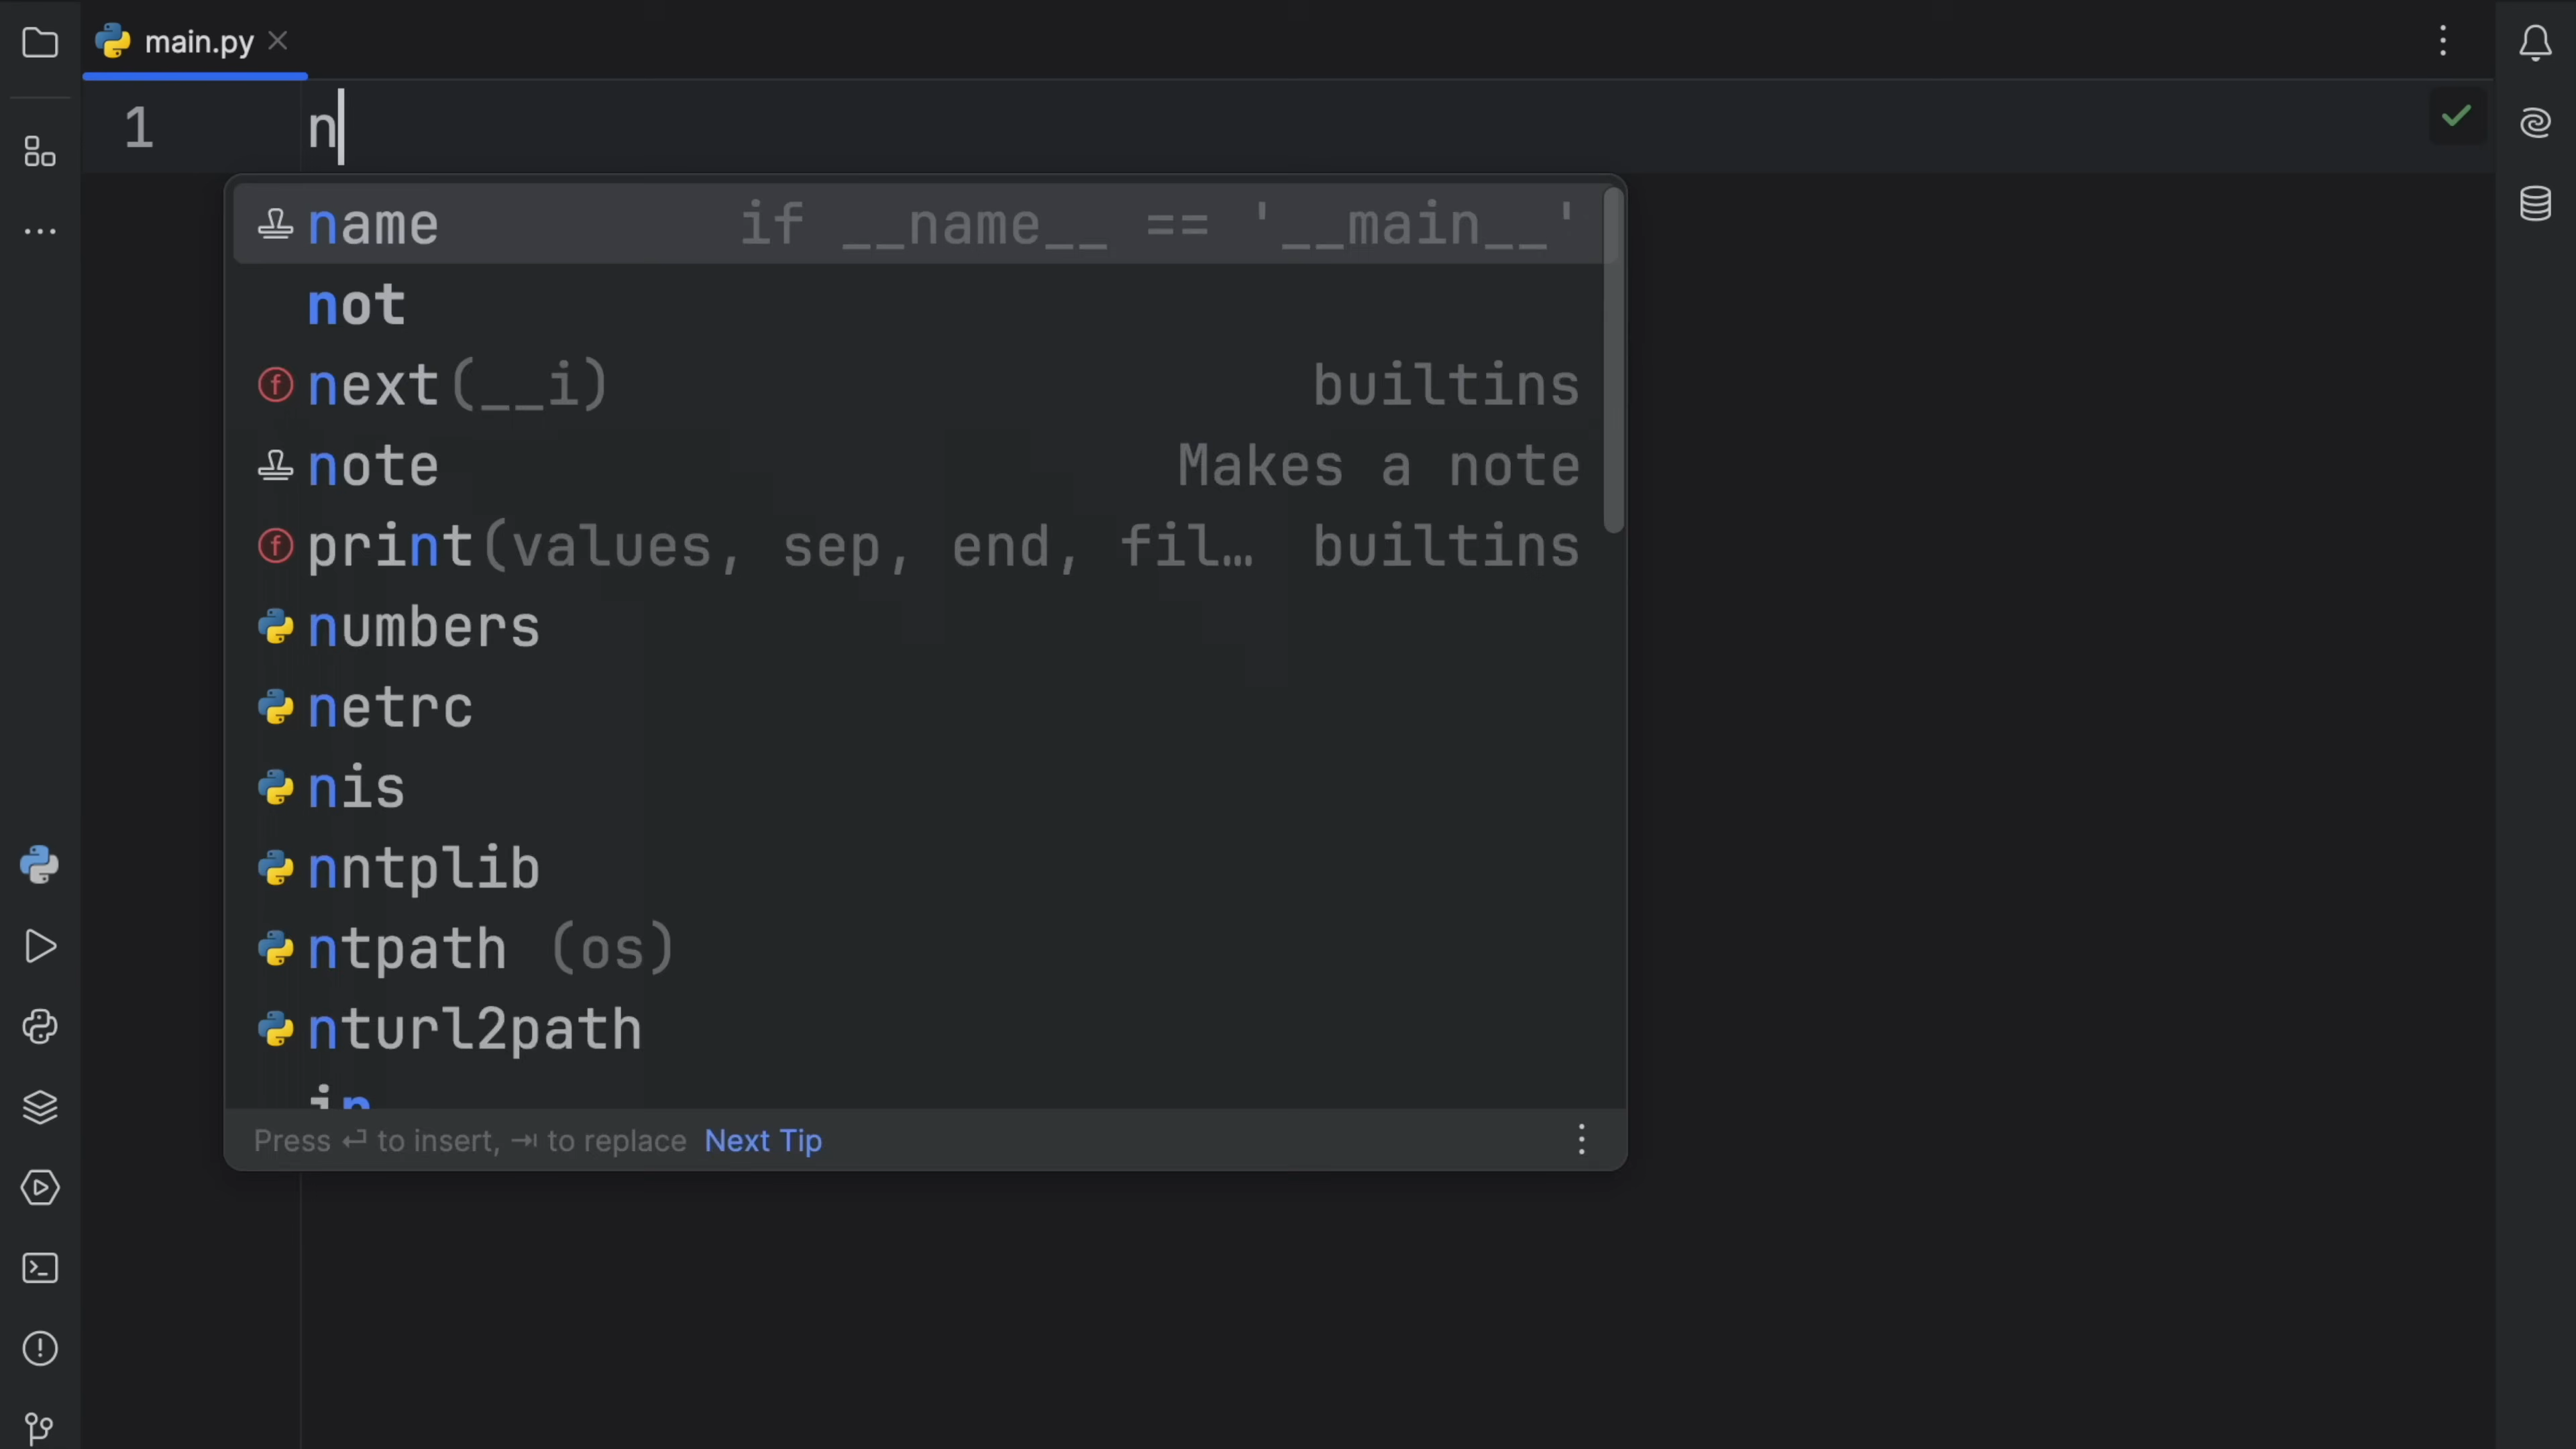 main.py
1 n
name if __name__ == '__main__'
not
next(__i) builtins
note Makes a note
print(values, sep, end, fil… builtins
numbers
netrc
nis
nntplib
ntpath (os)
nturl2path
in
Press ⏎ to insert, ⇥ to replace Next Tip